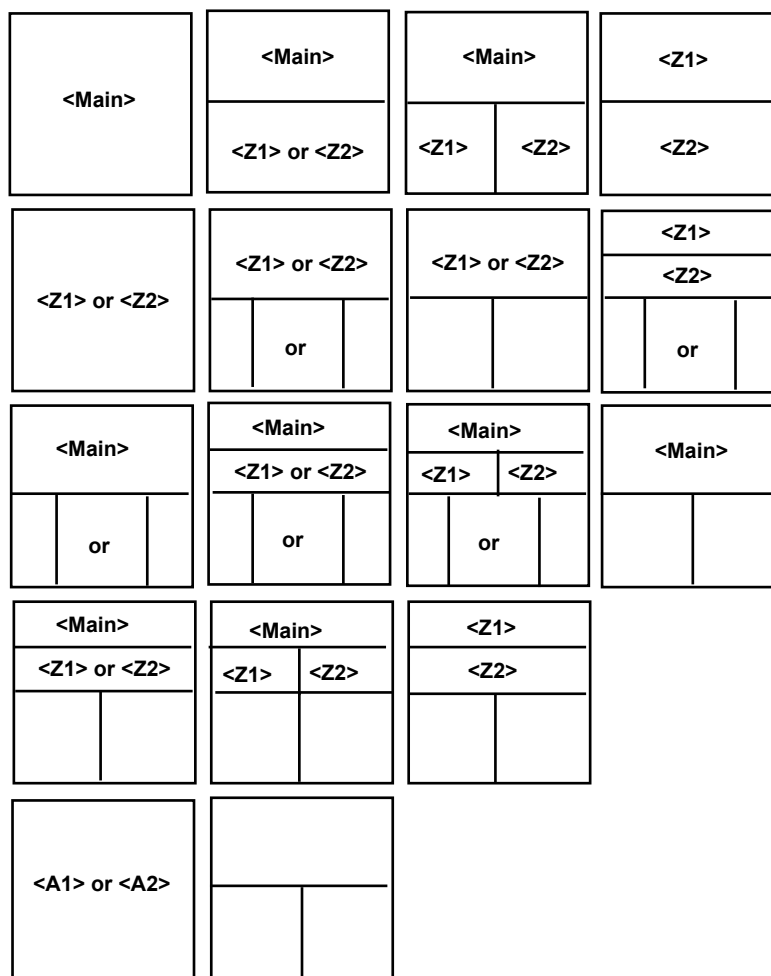 <Main>
<Main>
<Z1> or <Z2>
<Main>
<Z1>
<Z2>
<Z1>
<Z2>
<Z1> or <Z2>
<Z1> or <Z2>
or
<Z1> or <Z2>
<Z1>
<Z2>
or
<Main>
or
<Main>
<Z1> or <Z2>
or
<Main>
<Z1>
<Z2>
or
<Main>
<Main>
<Z1> or <Z2>
<Main>
<Z1>
<Z2>
<Z1>
<Z2>
<A1> or <A2>